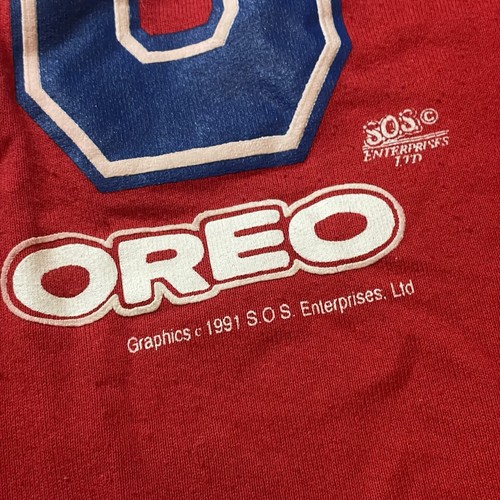 S.O.S. ©
ENTERPRISES
LTD
OREO
Graphics © 1991 S.O S. Enterprises. Ltd